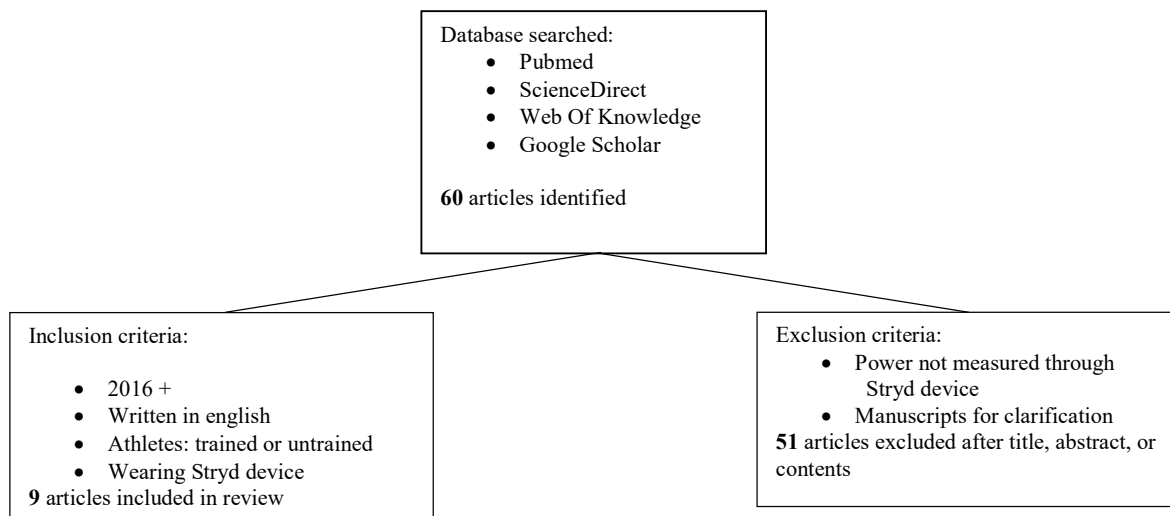 Database searched:
• Pubmed
• ScienceDirect
• Web Of Knowledge
• Google Scholar
60 articles identified
Inclusion criteria:
• 2016 +
• Written in english
• Athletes: trained or untrained
• Wearing Stryd device
9 articles included in review
Exclusion criteria:
• Power not measured through
Stryd device
• Manuscripts for clarification
51 articles excluded after title, abstract, or
contents